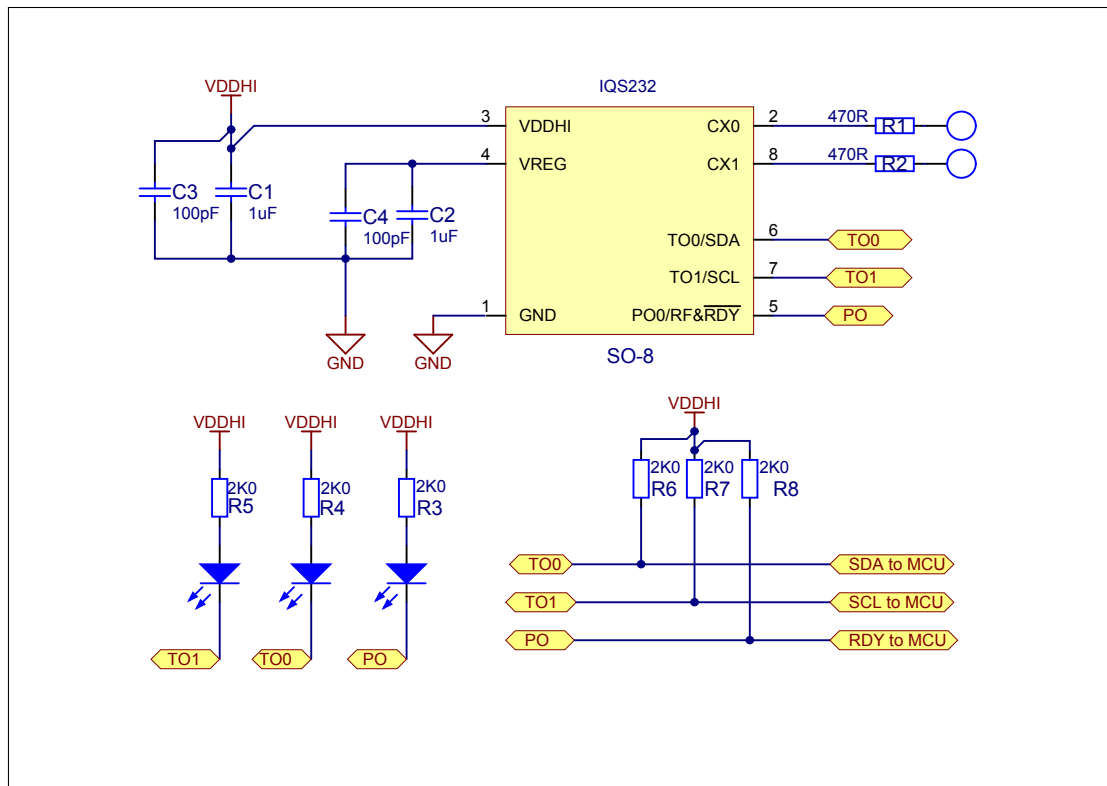 IQS232
VDDHI
3 VDDHI CX0 2 470R R1
4 VREG CX1 8 470R R2
C3 C1
100pF 1uF
C4 C2
100pF 1uF
TO0/SDA 6 TO0
TO1/SCL 7 TO1
1 GND PO0/RF&RDY 5 PO
GND GND
SO-8
VDDHI VDDHI VDDHI
2K0 2K0 2K0
R5 R4 R3
TO1 TO0 PO
VDDHI
2K0 2K0 2K0
R6 R7 R8
TO0 SDA to MCU
TO1 SCL to MCU
PO RDY to MCU